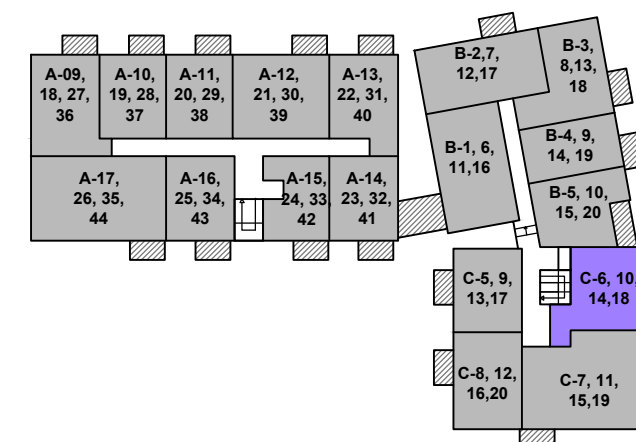 A-09,
18, 27,
36
A-10,
19, 28,
37
A-11,
20, 29,
38
A-12,
21, 30,
39
A-13,
22, 31,
40
A-17,
26, 35,
44
A-16,
25, 34,
43
A-15,
24, 33,
42
A-14,
23, 32,
41
B-2,7,
12,17
B-3,
8,13,
18
B-1, 6,
11,16
B-4, 9,
14, 19
B-5, 10,
15, 20
C-5, 9,
13,17
C-6, 10,
14,18
C-8, 12,
16,20
C-7, 11,
15,19